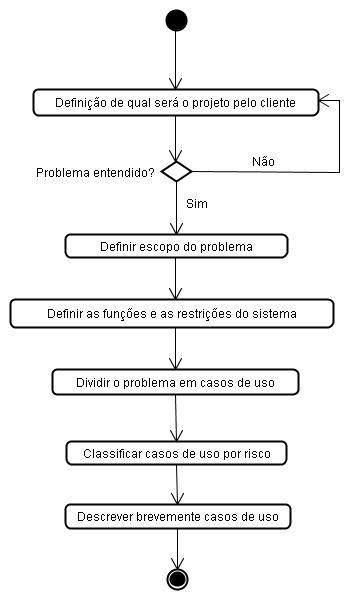 Definição de qual será o projeto pelo cliente
Não
Problema entendido?
Sim
Definir escopo do problema
Definir as funções e as restrições do sistema
Dividir o problema em casos de uso
Classificar casos de uso por risco
Descrever brevemente casos de uso